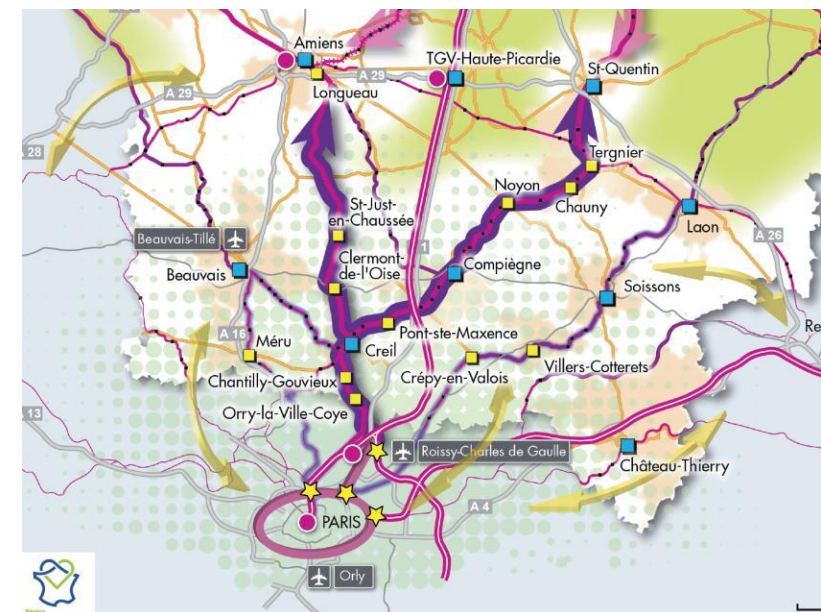 Amiens
TGV-Haute-Picardie
St-Quentin
A 29
A 29
Longueau
A 28
Tergnier
Noyon
Chauny
St-Just-
en-Chaussée
Laon
A 26
Beauvais-Tillé
Clermont-
de-l'Oise
Compiègne
Beauvais
Soissons
A 16
Pont-ste-Maxence
Méru
Creil
Chantilly-Gouvieux
Crépy-en-Valois
Villers-Cotterets
Orry-la-Ville-Coye
A 13
Roissy-Charles de Gaulle
Château-Thierry
A 4
PARIS
Orly